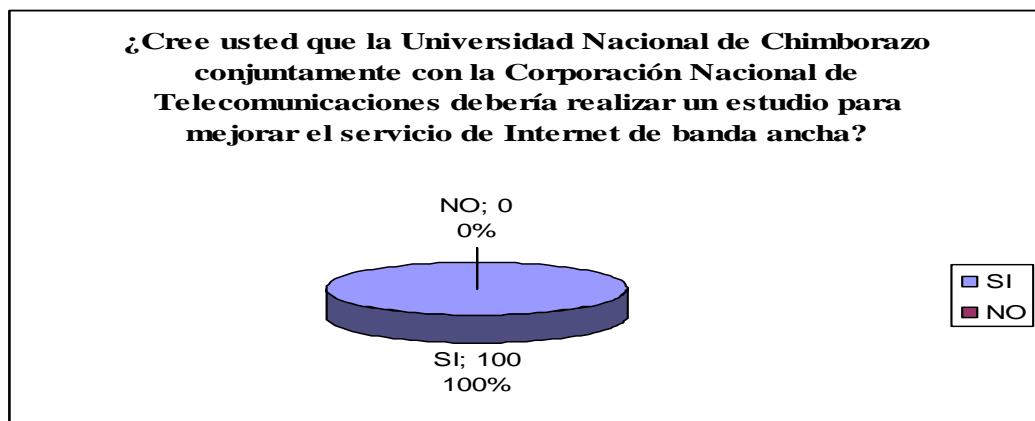 ¿Cree usted que la Universidad Nacional de Chimborazo
conjuntamente con la Corporación Nacional de
Telecomunicaciones debería realizar un estudio para
mejorar el servicio de Internet de banda ancha?
NO; 0
0%
SI; 100
100%
SI
NO